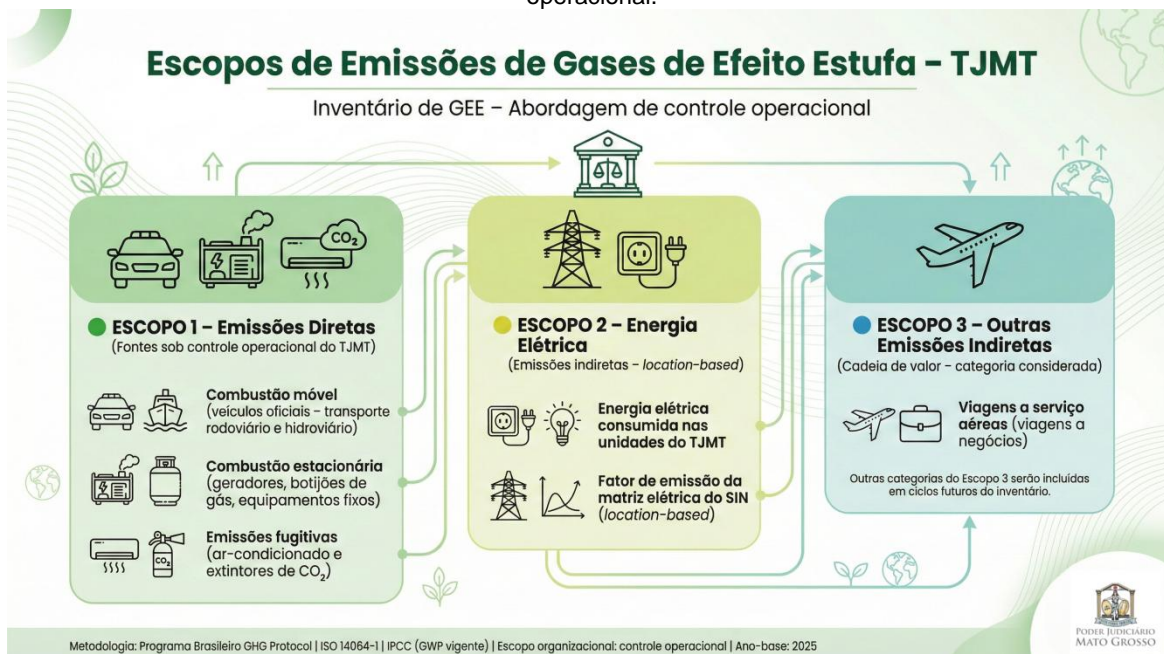 operacional.
Escopos de Emissões de Gases de Efeito Estufa – TJMT
Inventário de GEE – Abordagem de controle operacional
CO₂
ESCOPO 1 – Emissões Diretas
(Fontes sob controle operacional do TJMT)
Combustão móvel
(veículos oficiais - transporte
rodoviário e hidroviário)
Combustão estacionária
(geradores, botijões de
gás, equipamentos fixos)
CO₂
Emissões fugitivas
(ar-condicionado e
extintores de CO₂)
ESCOPO 2 – Energia
Elétrica
(Emissões indiretas – location-based)
Energia elétrica
consumida nas
unidades do TJMT
Fator de emissão da
matriz elétrica do SIN
(location-based)
ESCOPO 3 – Outras
Emissões Indiretas
(Cadeia de valor – categoria considerada)
Viagens a serviço
aéreas (viagens a
negócios)
Outras categorias do Escopo 3 serão incluídas
em ciclos futuros do inventário.
Metodologia: Programa Brasileiro GHG Protocol | ISO 14064-1 | IPCC (GWP vigente) | Escopo organizacional: controle operacional | Ano-base: 2025
PODER JUDICIÁRIO
MATO GROSSO